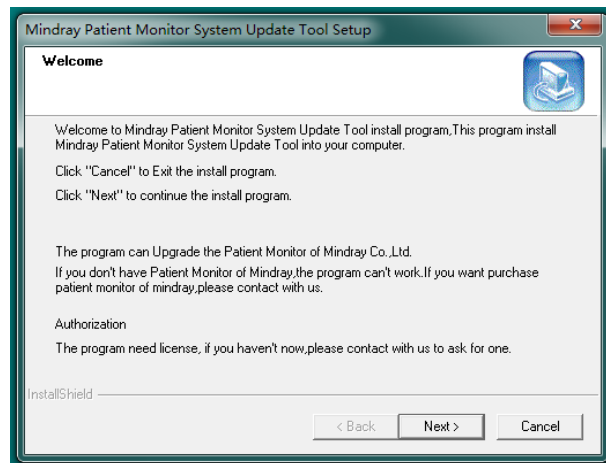 Mindray Patient Monitor System Update Tool Setup
Welcome
Welcome to Mindray Patient Monitor System Update Tool install program,This program install
Mindray Patient Monitor System Update Tool into your computer.
Click "Cancel" to Exit the install program.
Click "Next" to continue the install program.
The program can Upgrade the Patient Monitor of Mindray Co.,Ltd.
If you don't have Patient Monitor of Mindray,the program can't work.If you want purchase
patient monitor of mindray,please contact with us.
Authorization
The program need license, if you haven't now,please contact with us to ask for one.
InstallShield
< Back Next > Cancel